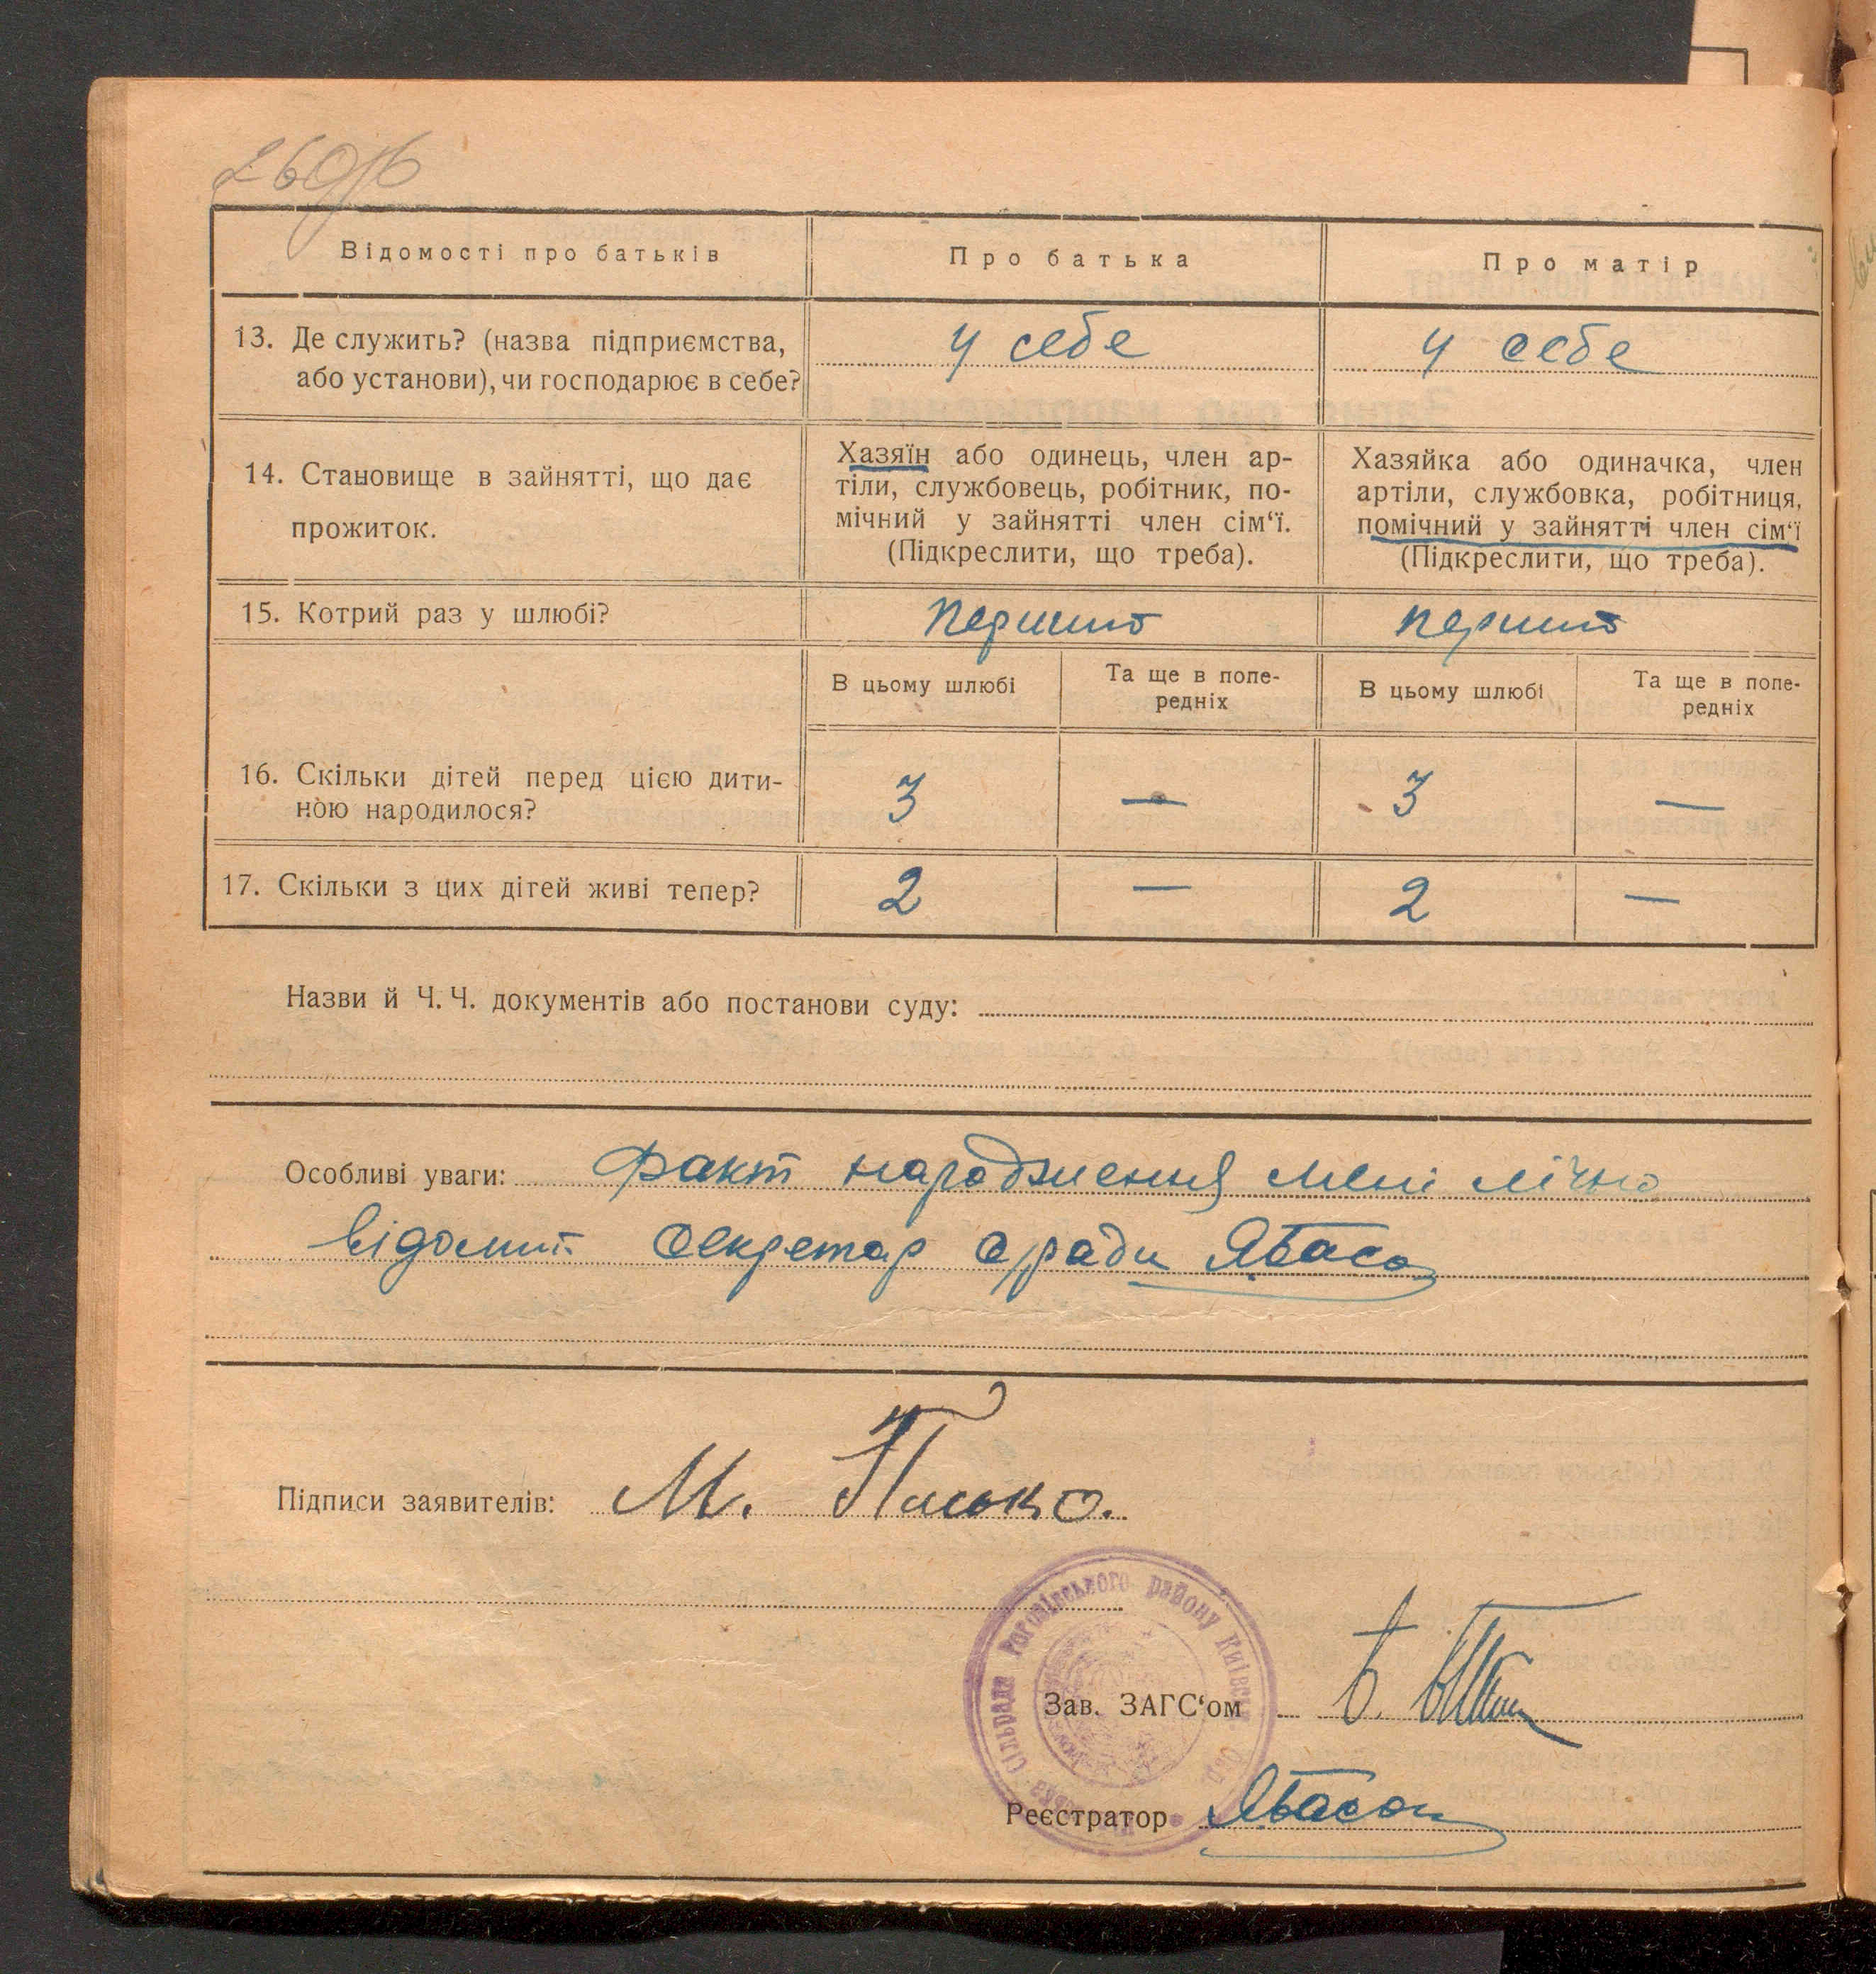 Відомості про батьків
Про батька
Про матір
13. Де служить? (назва підприємства,
або установи), чи господарює в себе?
у себе
у себе
14. Становище в зайнятті, що дає
прожиток.
Хазяїн або одинець, член ар-
тіли, службовець, робітник, по-
мічний у зайнятті член сім‘ї.
(Підкреслити, що треба).
Хазяйка або одиначка, член
артіли, службовка, робітниця,
помічний у зайнятті член сім‘ї
(Підкреслити, що треба).
15. Котрий раз у шлюбі?
перший
перший
В цьому шлюбі
Та ще в попе-
редніх
В цьому шлюбі
Та ще в попе-
редніх
16. Скільки дітей перед цією дити-
ною народилося?
3
—
3
—
17. Скільки з цих дітей живі тепер?
2
—
2
—
Назви й Ч. Ч. документів або постанови суду:
Особливі уваги: Факт народження мені лічно
відомий секретар с/ради
Підписи заявителів: М.
Сільрада району Київськ Обл
Зав. ЗАГС‘ом
Реєстратор